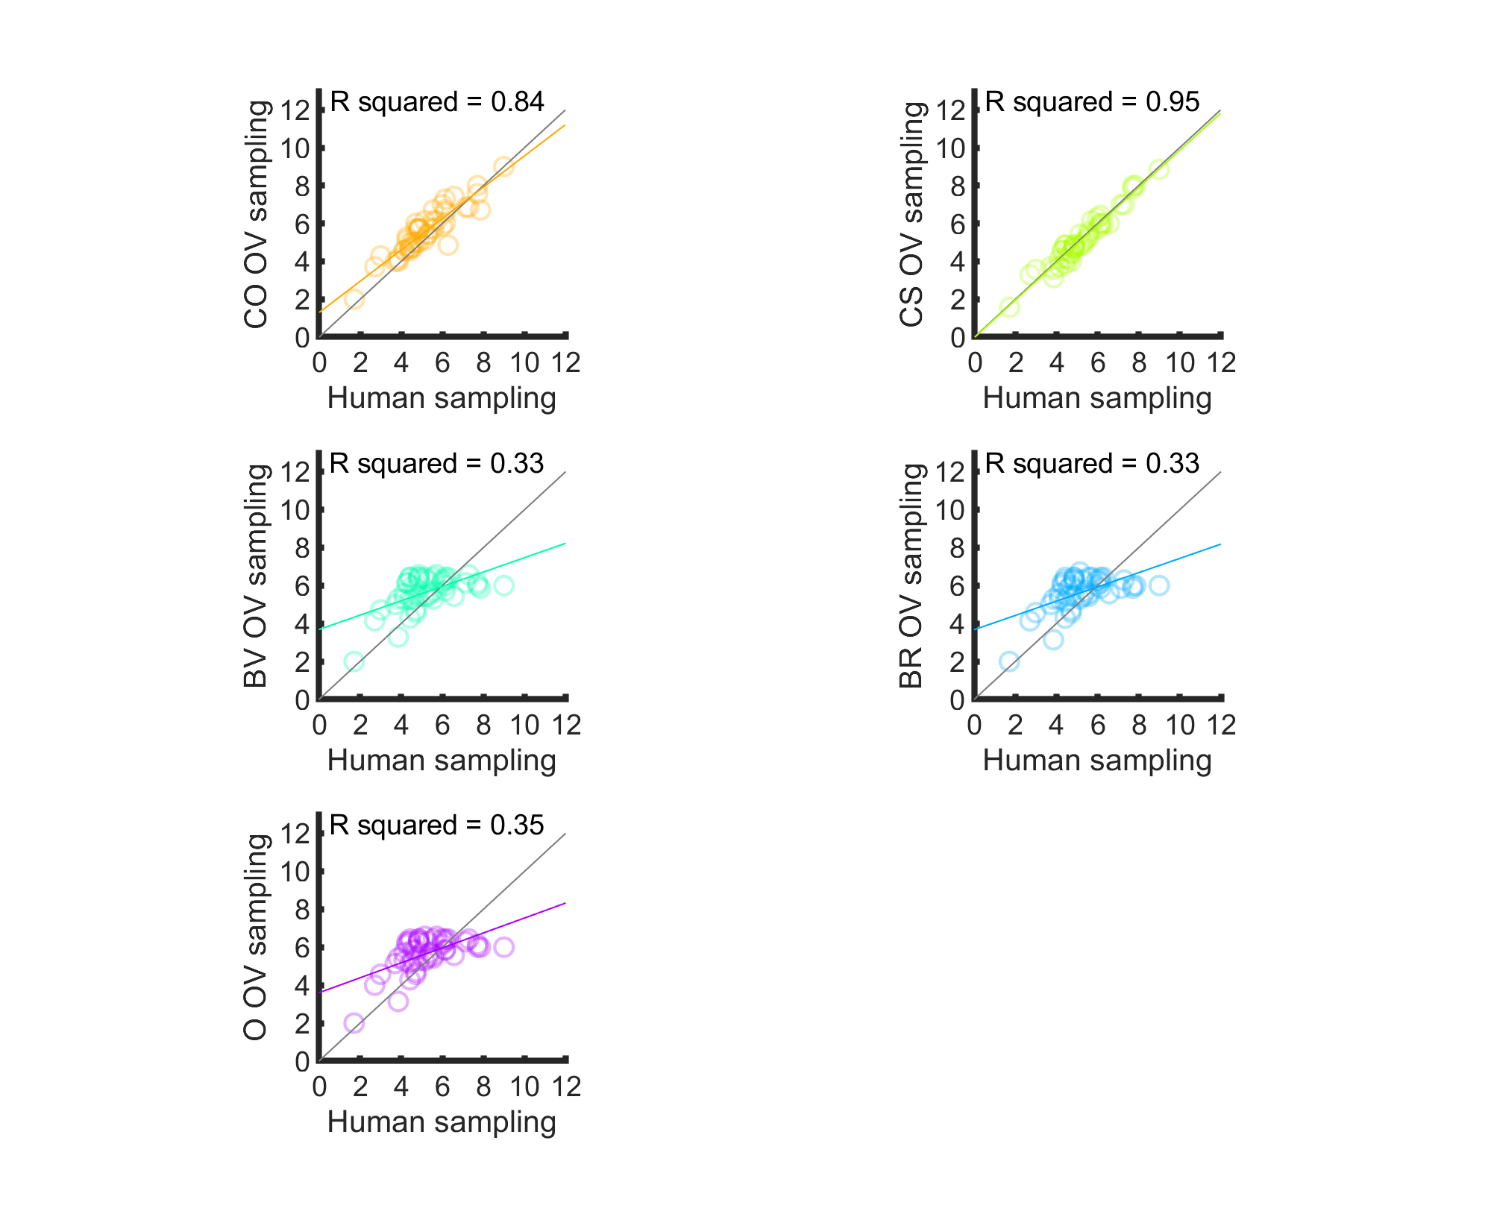 R squared = 0.84
CO OV sampling
12
10
8
6
4
2
0
0 2 4 6 8 10 12
Human sampling
R squared = 0.95
CS OV sampling
12
10
8
6
4
2
0
0 2 4 6 8 10 12
Human sampling
R squared = 0.33
BV OV sampling
12
10
8
6
4
2
0
0 2 4 6 8 10 12
Human sampling
R squared = 0.33
BR OV sampling
12
10
8
6
4
2
0
0 2 4 6 8 10 12
Human sampling
R squared = 0.35
O OV sampling
12
10
8
6
4
2
0
0 2 4 6 8 10 12
Human sampling